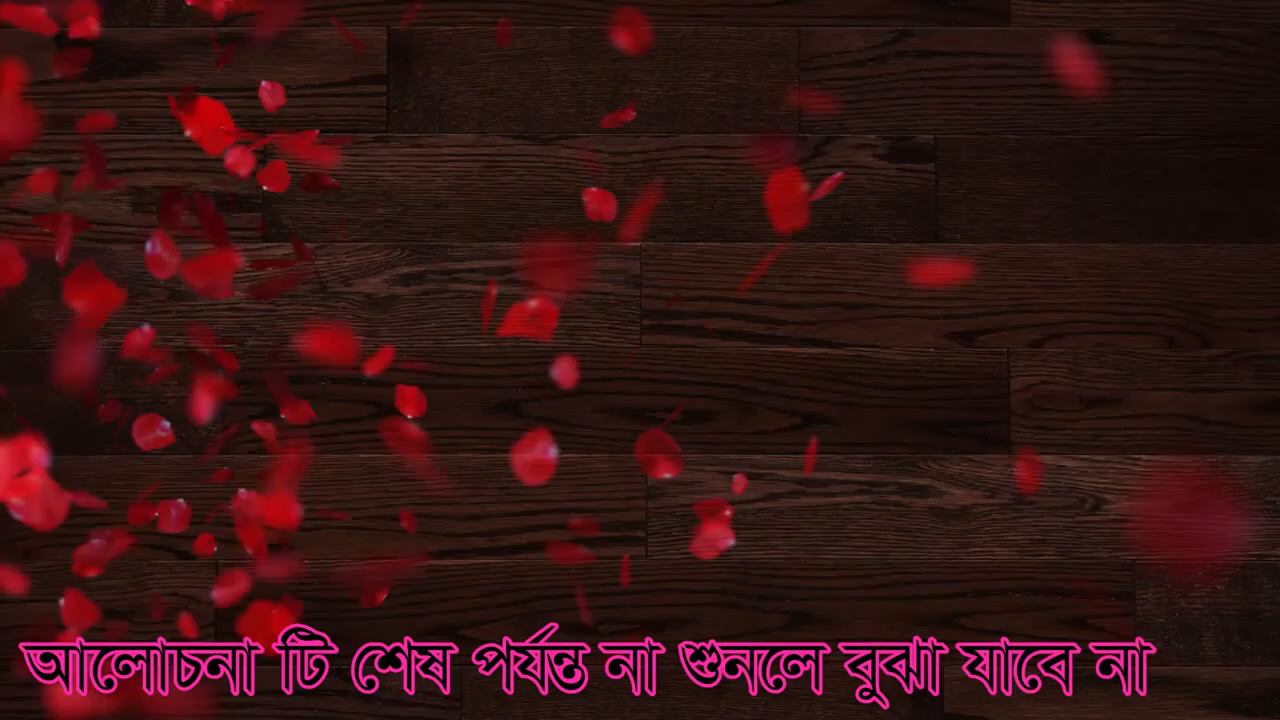 আলোচনা টি শেষ পর্যন্ত না শুনলে বুঝা যাবে না